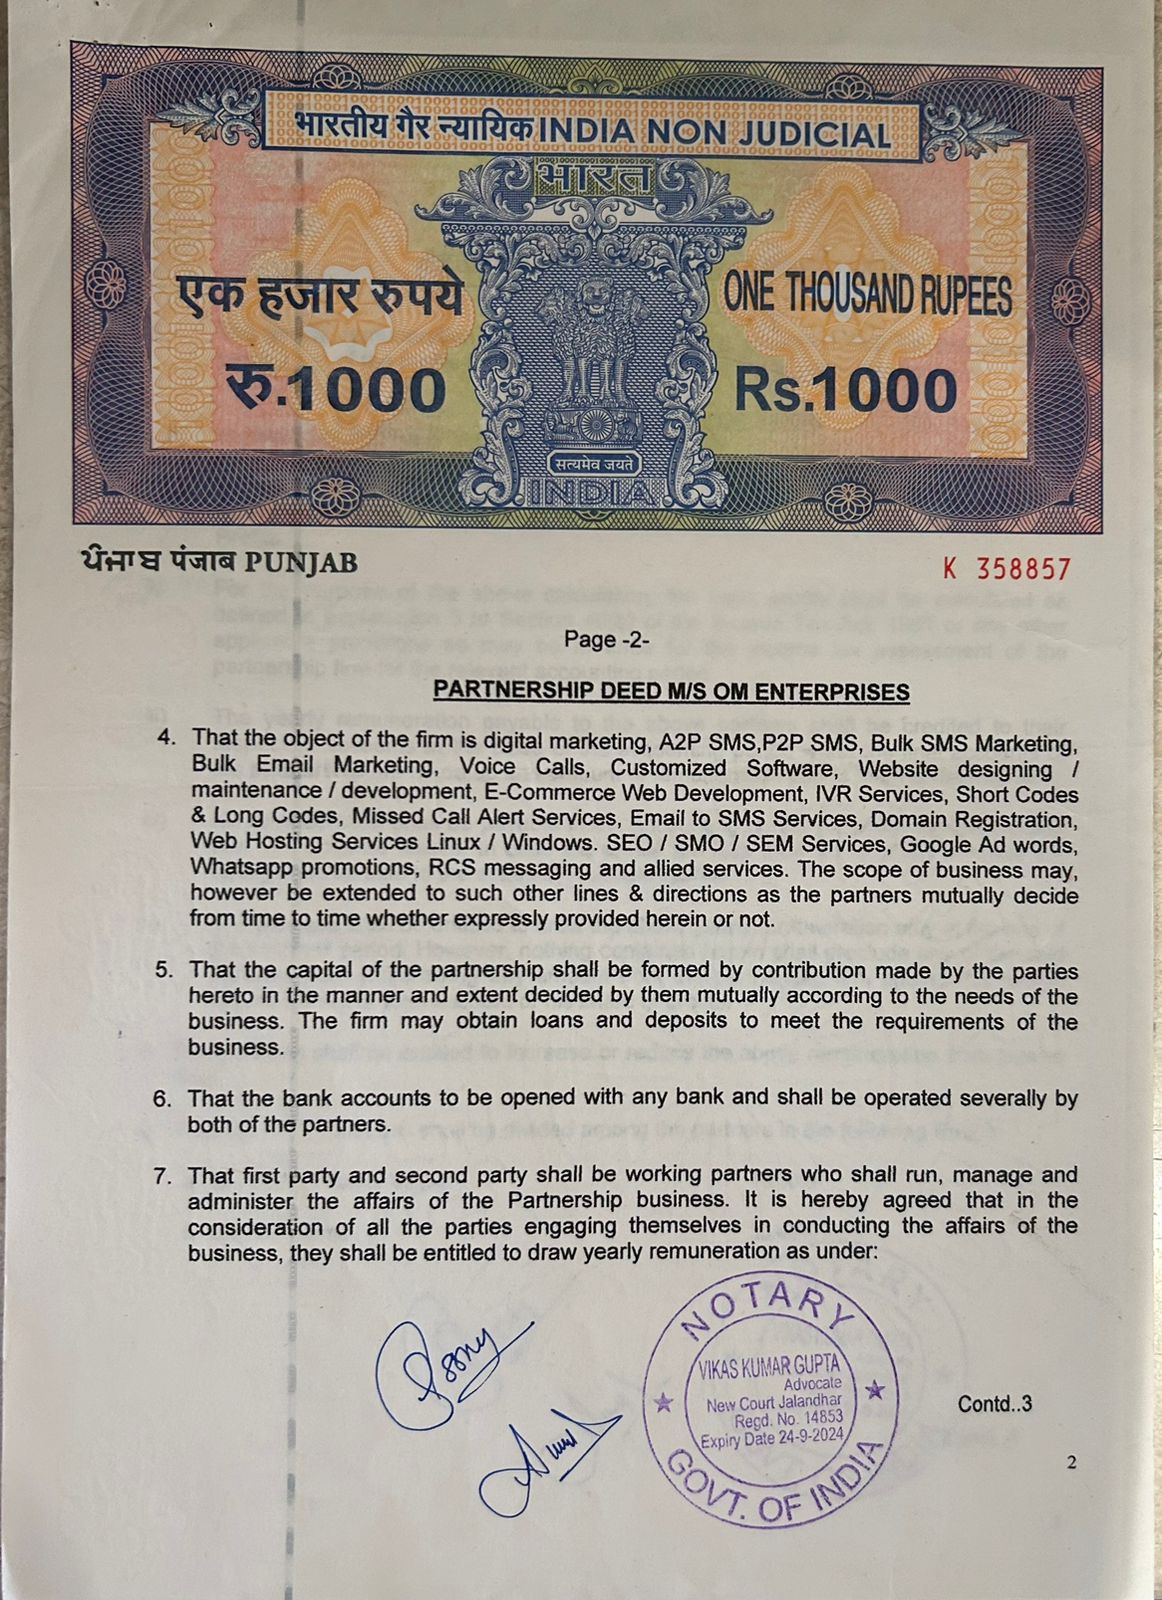 भारतीय गैर न्यायिक INDIA NON JUDICIAL
भारत
एक हजार रुपये
ONE THOUSAND RUPEES
रु.1000
Rs.1000
सत्यमेव जयते
INDIA
ਪੰਜਾਬ पंजाब PUNJAB
K 358857
Page -2-
PARTNERSHIP DEED M/S OM ENTERPRISES
4. That the object of the firm is digital marketing, A2P SMS,P2P SMS, Bulk SMS Marketing,
Bulk Email Marketing, Voice Calls, Customized Software, Website designing /
maintenance / development, E-Commerce Web Development, IVR Services, Short Codes
& Long Codes, Missed Call Alert Services, Email to SMS Services, Domain Registration,
Web Hosting Services Linux / Windows. SEO / SMO / SEM Services, Google Ad words,
Whatsapp promotions, RCS messaging and allied services. The scope of business may,
however be extended to such other lines & directions as the partners mutually decide
from time to time whether expressly provided herein or not.
5. That the capital of the partnership shall be formed by contribution made by the parties
hereto in the manner and extent decided by them mutually according to the needs of the
business. The firm may obtain loans and deposits to meet the requirements of the
business.
6. That the bank accounts to be opened with any bank and shall be operated severally by
both of the partners.
7. That first party and second party shall be working partners who shall run, manage and
administer the affairs of the Partnership business. It is hereby agreed that in the
consideration of all the parties engaging themselves in conducting the affairs of the
business, they shall be entitled to draw yearly remuneration as under:
NOTARY
VIKAS KUMAR GUPTA
Advocate
New Court Jalandhar
Regd. No. 14853
Expiry Date 24-9-2024
GOVT. OF INDIA
Contd..3
2